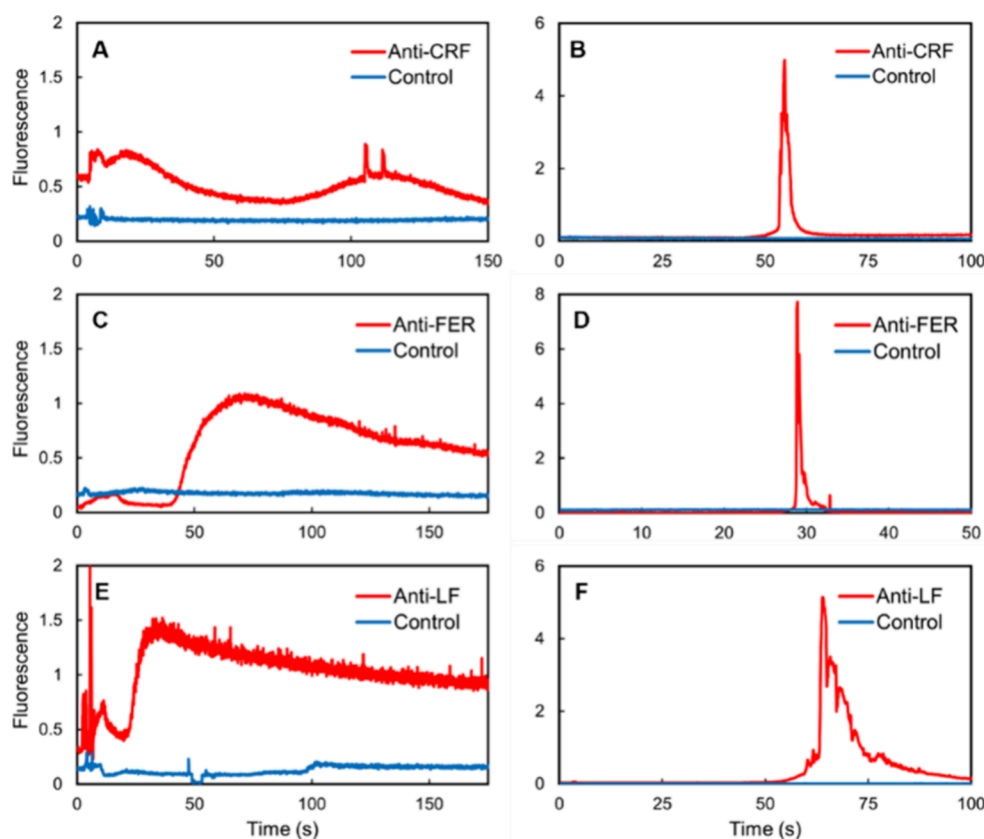 2
A
Anti-CRF
Control
1.5
1
0.5
0
Fluorescence
0 50 100 150
6
B
Anti-CRF
Control
4
2
0
0 25 50 75 100
2
C
Anti-FER
Control
1.5
1
0.5
0
Fluorescence
0 50 100 150
8
D
Anti-FER
Control
6
4
2
0
0 10 20 30 40 50
2
E
Anti-LF
Control
1.5
1
0.5
0
Fluorescence
0 50 100 150
Time (s)
6
F
Anti-LF
Control
4
2
0
0 25 50 75 100
Time (s)